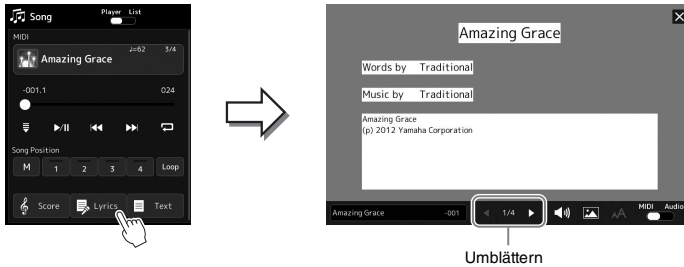 Song
Player List
MIDI
Amazing Grace
♩=62 3/4
-001.1 024
Song Position
M 1 2 3 4 Loop
Score Lyrics Text
Amazing Grace
Words by Traditional
Music by Traditional
Amazing Grace
(p) 2012 Yamaha Corporation
Amazing Grace -001 1/4 AA MIDI Audio
Umblättern